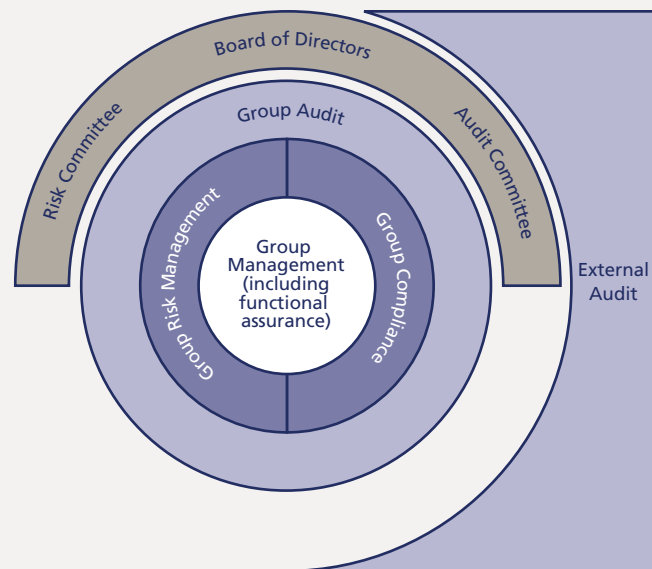 Board of Directors
Risk Committee
Audit Committee
Group Audit
Group Risk Management
Group Compliance
Group
Management
(including
functional
assurance)
External
Audit